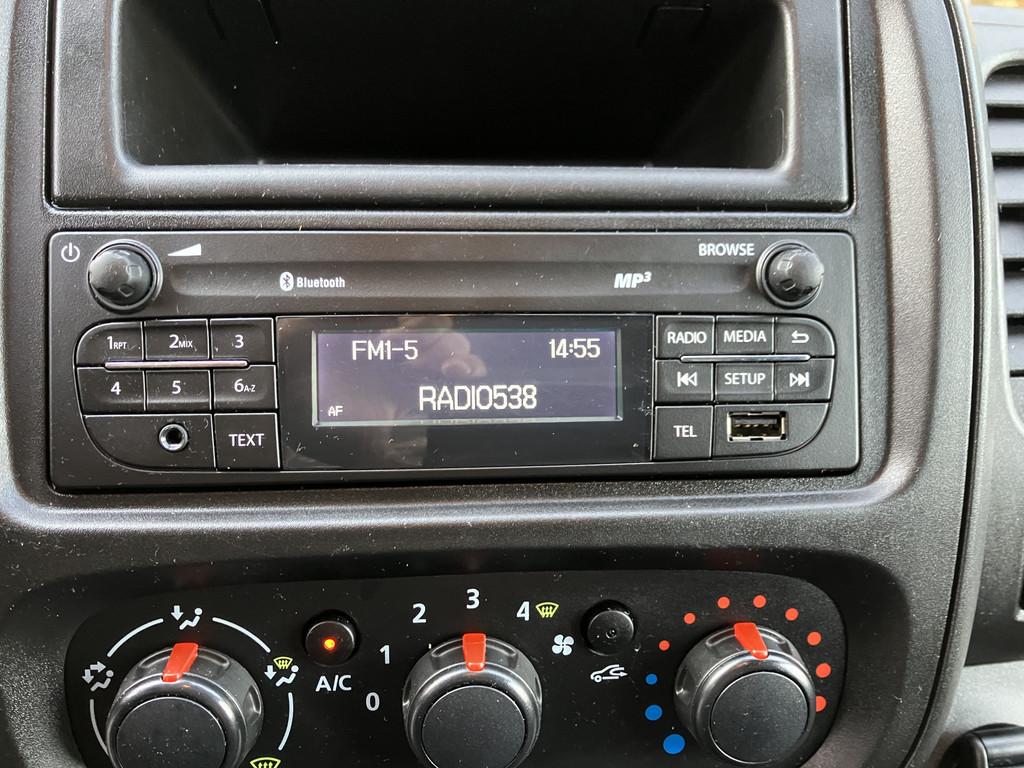 BROWSE
Bluetooth
MP3
1RPT 2MIX 3
4 5 6A-Z
TEXT
FM1-5 14:55
RADIO538
AF
RADIO MEDIA
SETUP
TEL
A/C
0 1 2 3 4